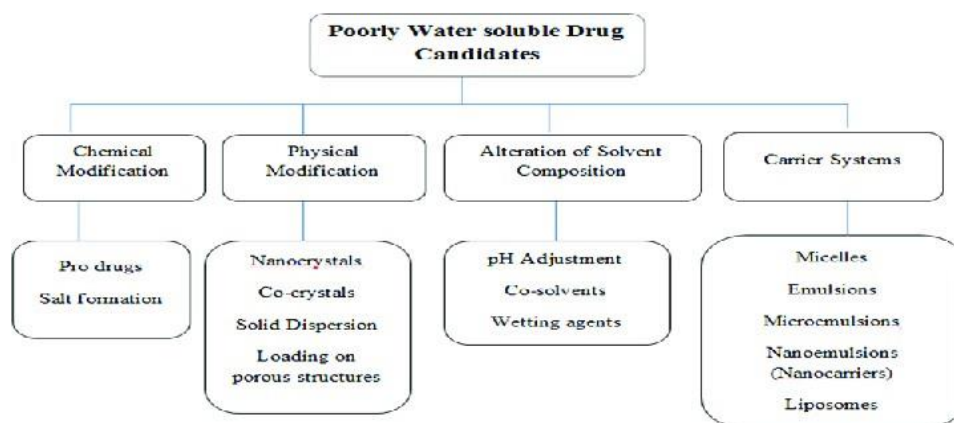 Poorly Water soluble Drug
Candidates
Chemical
Modification
Physical
Modification
Alteration of Solvent
Composition
Carrier Systems
Pro drugs
Salt formation
Nanocrystals
Co-crystals
Solid Dispersion
Loading on
porous structures
pH Adjustment
Co-solvents
Wetting agents
Micelles
Emulsions
Microemulsions
Nanoemulsions
(Nanocarriers)
Liposomes